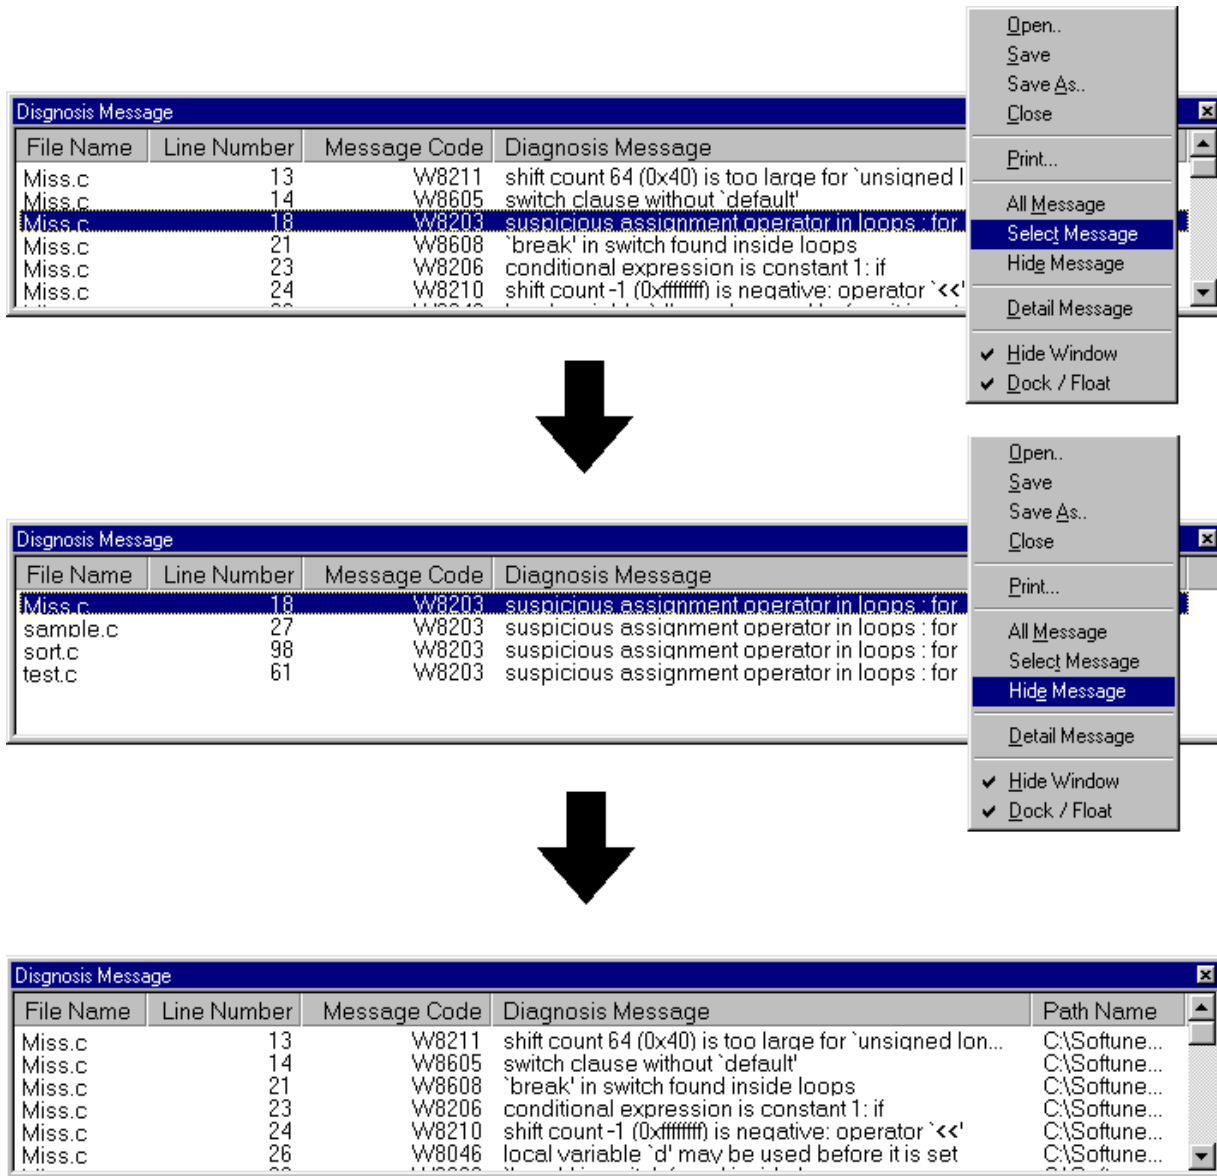 Open..
Save
Save As..
Close
Print...
All Message
Select Message
Hide Message
Detail Message
Hide Window
Dock / Float
Disgnosis Message
File Name Line Number Message Code Diagnosis Message
Miss.c 13 W8211 shift count 64 (0x40) is too large for `unsigned l
Miss.c 14 W8605 switch clause without `default'
Miss.c 18 W8203 suspicious assignment operator in loops : for
Miss.c 21 W8608 `break' in switch found inside loops
Miss.c 23 W8206 conditional expression is constant 1: if
Miss.c 24 W8210 shift count -1 (0xffffffff) is negative: operator `<<'
Open..
Save
Save As..
Close
Print...
All Message
Select Message
Hide Message
Detail Message
Hide Window
Dock / Float
Disgnosis Message
File Name Line Number Message Code Diagnosis Message
Miss.c 18 W8203 suspicious assignment operator in loops : for
sample.c 27 W8203 suspicious assignment operator in loops : for
sort.c 98 W8203 suspicious assignment operator in loops : for
test.c 61 W8203 suspicious assignment operator in loops : for
Disgnosis Message
File Name Line Number Message Code Diagnosis Message Path Name
Miss.c 13 W8211 shift count 64 (0x40) is too large for `unsigned lon... C:\Softune...
Miss.c 14 W8605 switch clause without `default' C:\Softune...
Miss.c 21 W8608 `break' in switch found inside loops C:\Softune...
Miss.c 23 W8206 conditional expression is constant 1: if C:\Softune...
Miss.c 24 W8210 shift count -1 (0xffffffff) is negative: operator `<<' C:\Softune...
Miss.c 26 W8046 local variable `d' may be used before it is set C:\Softune...